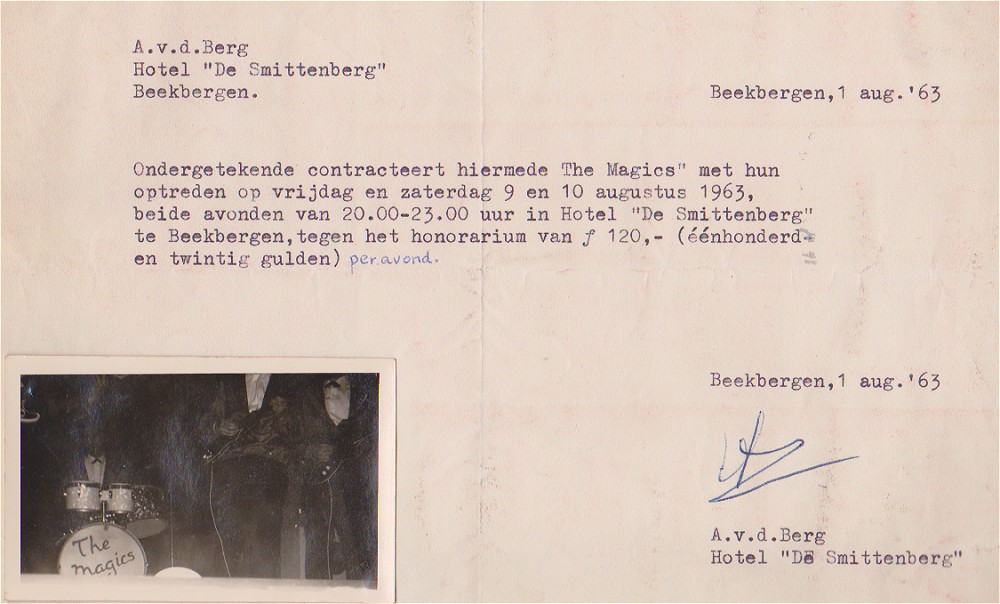 A.v.d.Berg
Hotel "De Smittenberg"
Beekbergen.
Beekbergen,1 aug.'63
Ondergetekende contracteert hiermede The Magics" met hun
optreden op vrijdag en zaterdag 9 en 10 augustus 1963,
beide avonden van 20.00-23.00 uur in Hotel "De Smittenberg"
te Beekbergen,tegen het honorarium van ƒ 120,- (éénhonderd-
en twintig gulden) per avond.
Beekbergen,1 aug.'63
A.v.d.Berg
Hotel "De Smittenberg"
The
magics